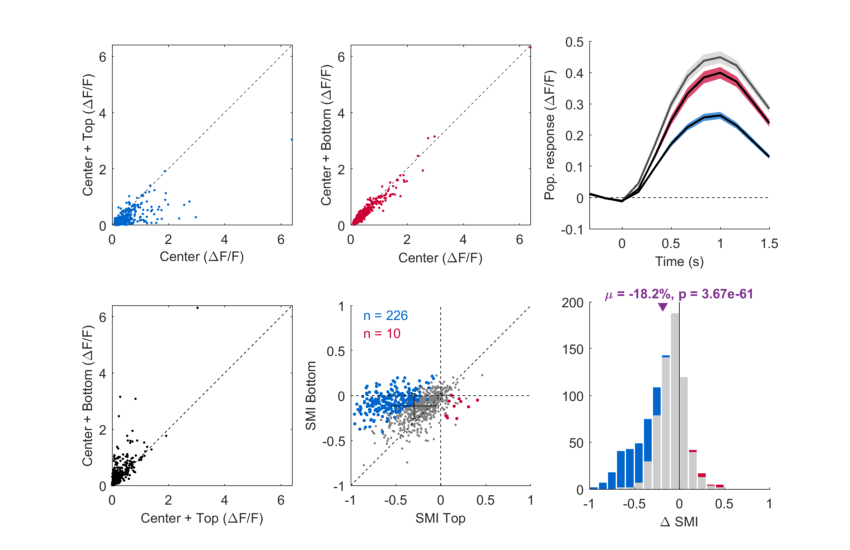 6
4
2
0
0 2 4 6
Center + Top (ΔF/F)
Center (ΔF/F)
6
4
2
0
0 2 4 6
Center + Bottom (ΔF/F)
Center (ΔF/F)
0.5
0.4
0.3
0.2
0.1
0
-0.1
0 0.5 1 1.5
Pop. response (ΔF/F)
Time (s)
6
4
2
0
0 2 4 6
Center + Bottom (ΔF/F)
Center + Top (ΔF/F)
n = 226
n = 10
1
0.5
0
-0.5
-1
-1 -0.5 0 0.5 1
SMI Bottom
SMI Top
μ = -18.2%, p = 3.67e-61
200
150
100
50
0
-1 -0.5 0 0.5 1
Δ SMI